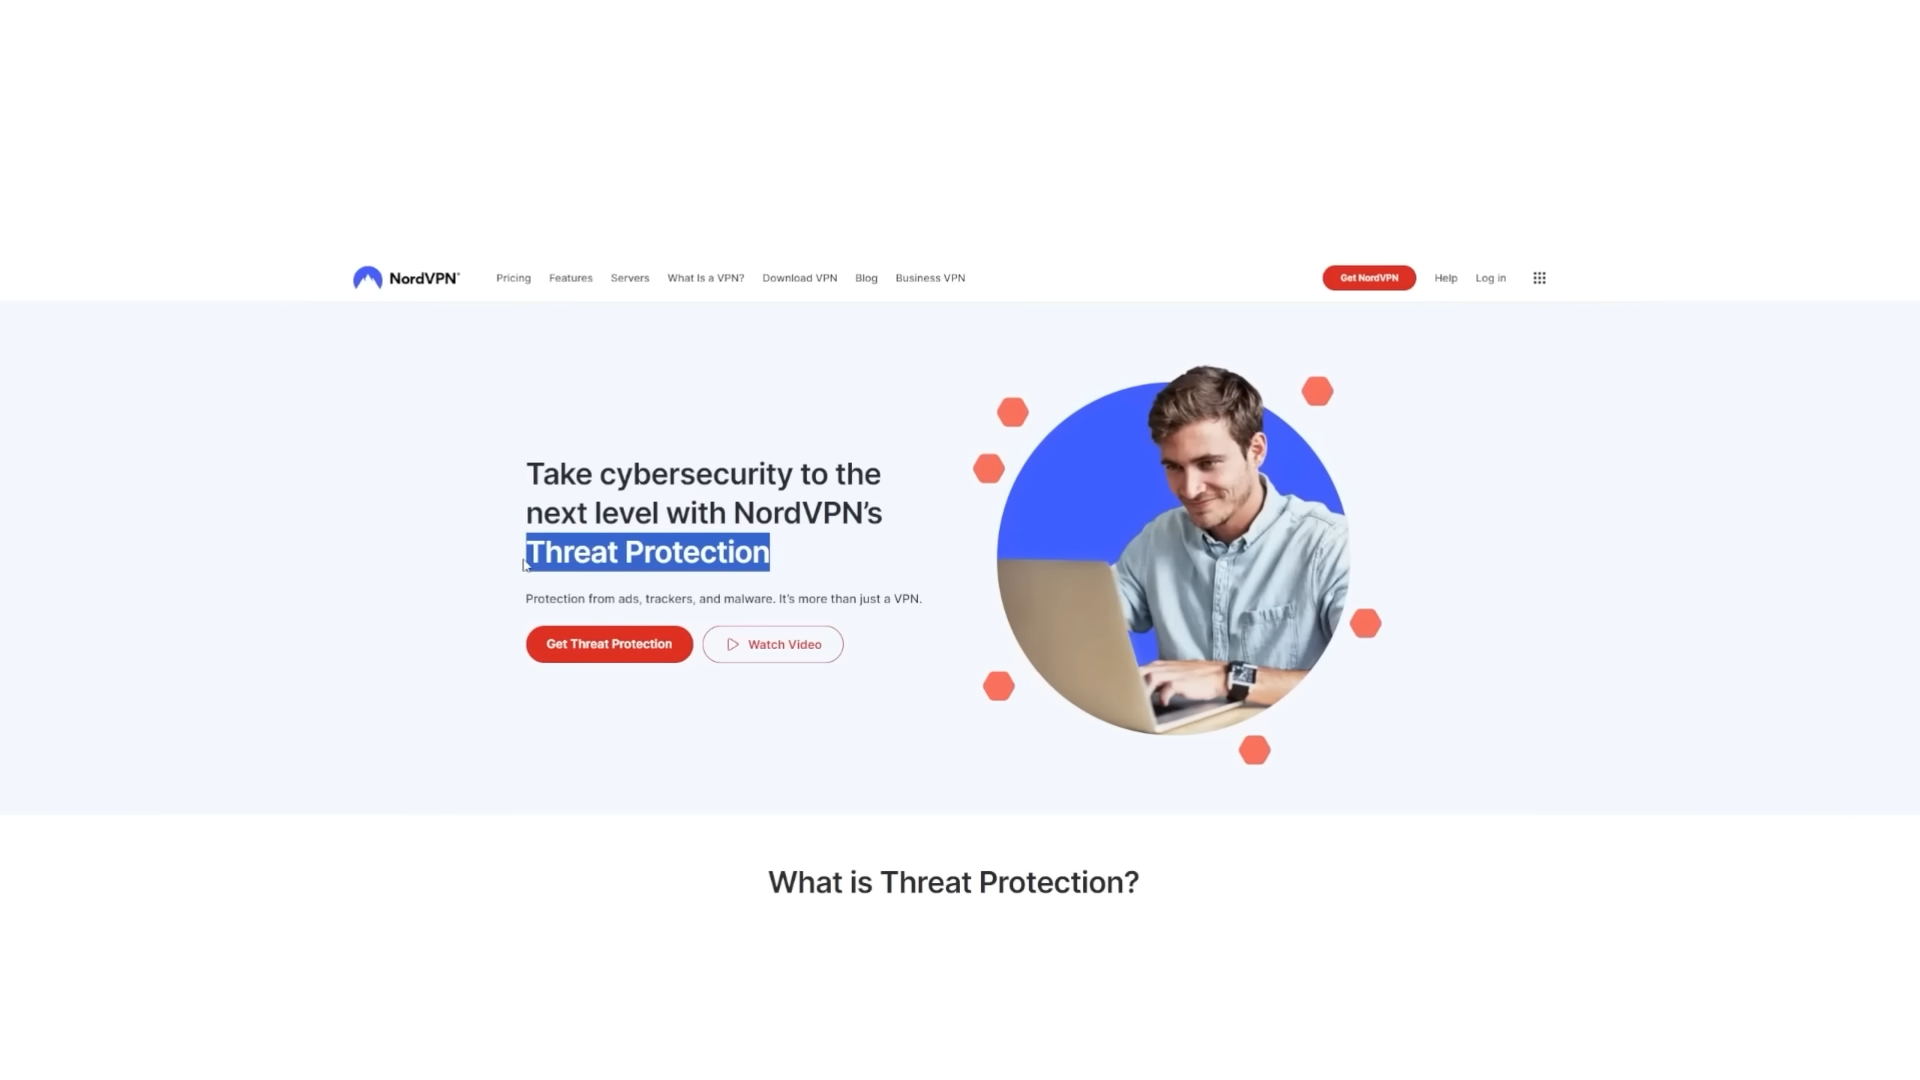 NordVPN
Pricing Features Servers What Is a VPN? Download VPN Blog Business VPN
Get NordVPN Help Log in
Take cybersecurity to the
next level with NordVPN’s
Threat Protection
Protection from ads, trackers, and malware. It’s more than just a VPN.
Get Threat Protection Watch Video
What is Threat Protection?